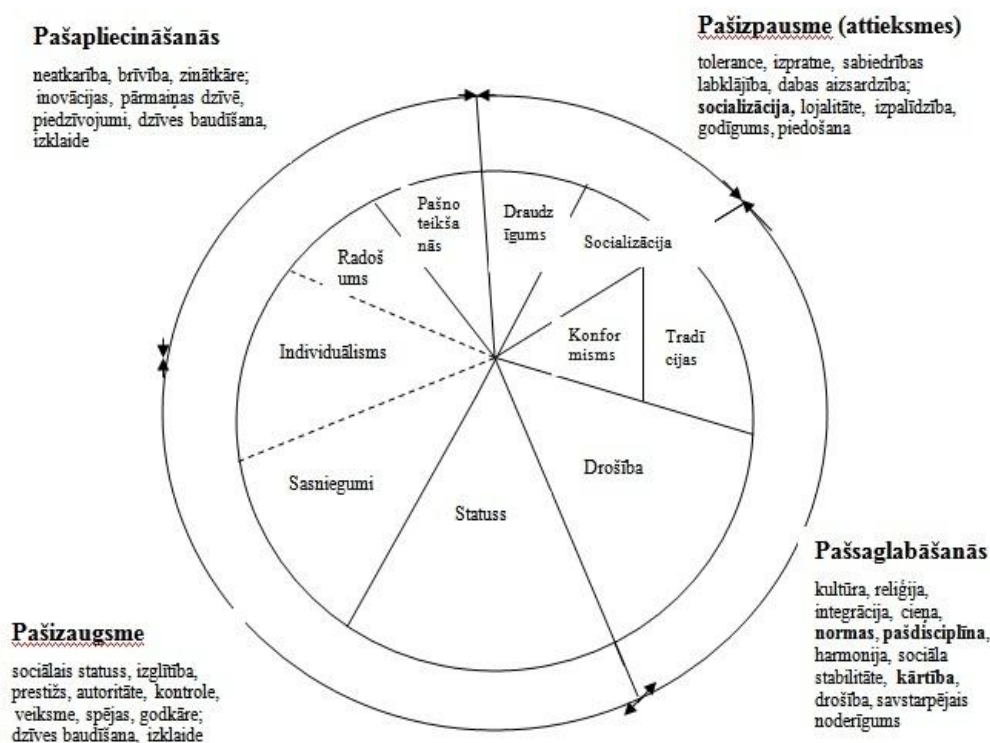 Pašapliecināšanās
neatkarība, brīvība, zinātkāre;
inovācijas, pārmaiņas dzīvē,
piedzīvojumi, dzīves baudīšana,
izklaide
Pašizpausme (attieksmes)
tolerance, izpratne, sabiedrības
labklājība, dabas aizsardzība;
socializācija, lojalitāte, izpalīdzība,
godīgums, piedošana
Pašno
teikša
nās
Draudz
īgums
Socializācija
Radoš
ums
Individuālisms
Konfor
misms
Tradī
cijas
Sasniegumi
Statuss
Drošība
Pašizaugsme
sociālais statuss, izglītība,
prestižs, autoritāte, kontrole,
veiksme, spējas, godkāre;
dzīves baudīšana, izklaide
Pašsaglabāšanās
kultūra, reliģija,
integrācija, cieņa,
normas, pašdisciplīna,
harmonija, sociāla
stabilitāte, kārtība,
drošība, savstarpējais
noderīgums